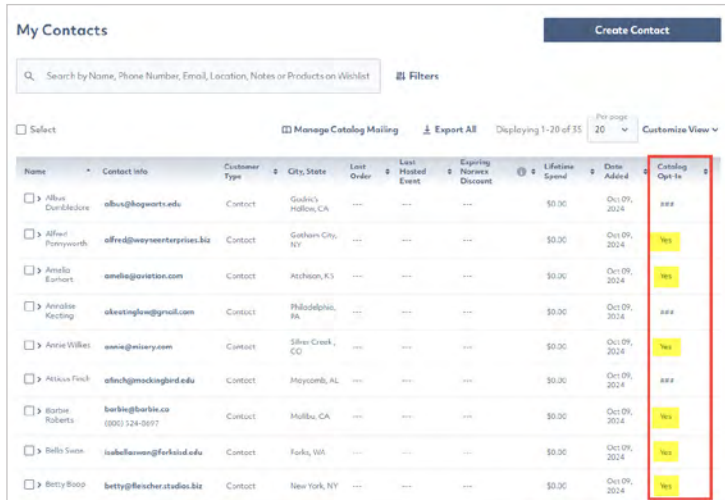 My Contacts
Create Contact
Search by Name, Phone Number, Email, Location, Notes or Products on Wishlist
Filters
Select
Manage Catalog Mailing
Export All
Displaying 1-20 of 35
Per page
20
Customize View
Name Contact Info Customer Type City, State Last Order Last Hosted Event Expiring Norwex Discount Lifetime Spend Date Added Catalog Opt-In
Albus Dumbledore albus@hogwarts.edu Contact Godric's Hollow, CA --- --- --- $0.00 Oct 09, 2024 ###
Alfred Pennyworth alfred@wayneenterprises.biz Contact Gotham City, NY --- --- --- $0.00 Oct 09, 2024 Yes
Amelia Earhart amelia@aviation.com Contact Atchison, KS --- --- --- $0.00 Oct 09, 2024 Yes
Annalise Keating akeatinglaw@gmail.com Contact Philadelphia, PA --- --- --- $0.00 Oct 09, 2024 ###
Annie Wilkes annie@misery.com Contact Silver Creek, CO --- --- --- $0.00 Oct 09, 2024 Yes
Atticus Finch afinch@mockingbird.edu Contact Maycomb, AL --- --- --- $0.00 Oct 09, 2024 ###
Barbie Roberts barbie@barbie.co (000) 524-0697 Contact Malibu, CA --- --- --- $0.00 Oct 09, 2024 Yes
Bella Swan isabellaswan@forksisd.edu Contact Forks, WA --- --- --- $0.00 Oct 09, 2024 Yes
Betty Boop betty@fleischer.studios.biz Contact New York, NY --- --- --- $0.00 Oct 09, 2024 Yes